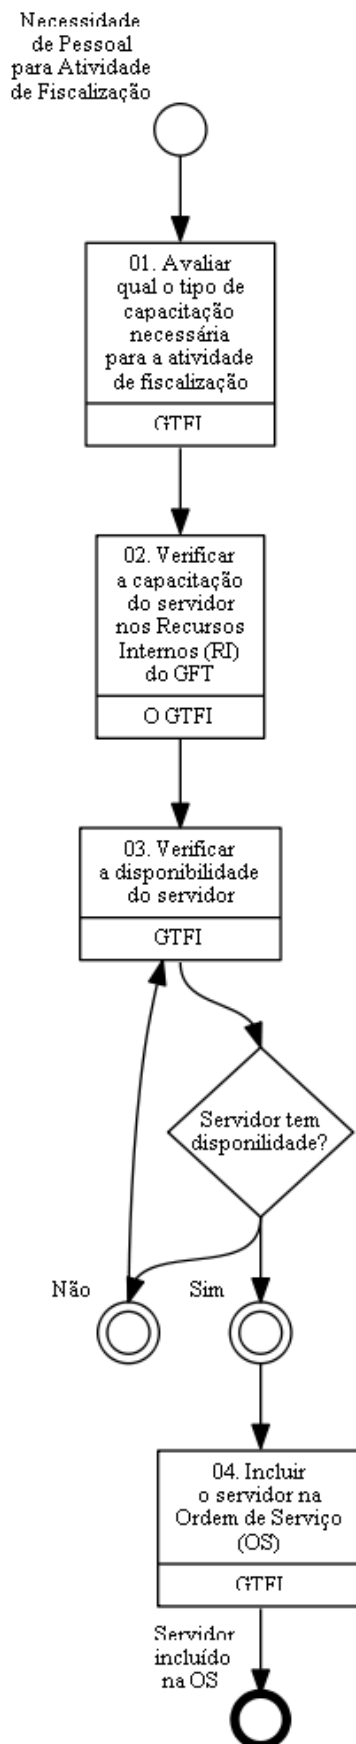 Necessidade
de Pessoal
para Atividade
de Fiscalização
01. Avaliar
qual o tipo de
capacitação
necessária
para a atividade
de fiscalização
GTFI
02. Verificar
a capacitação
do servidor
nos Recursos
Internos (RI)
do GFT
O GTFI
03. Verificar
a disponibilidade
do servidor
GTFI
Servidor tem
disponilidade?
Não
Sim
04. Incluir
o servidor na
Ordem de Serviço
(OS)
GTFI
Servidor
incluído
na OS